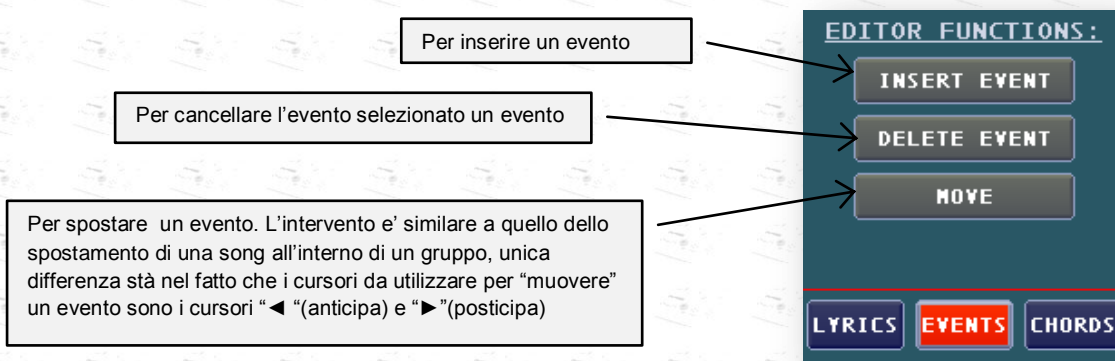 Per inserire un evento
EDITOR FUNCTIONS:
INSERT EVENT
Per cancellare l’evento selezionato un evento
DELETE EVENT
MOVE
Per spostare un evento. L’intervento e’ similare a quello dello
spostamento di una song all’interno di un gruppo, unica
differenza stà nel fatto che i cursori da utilizzare per “muovere”
un evento sono i cursori “◄ “(anticipa) e “►”(posticipa)
LYRICS EVENTS CHORDS